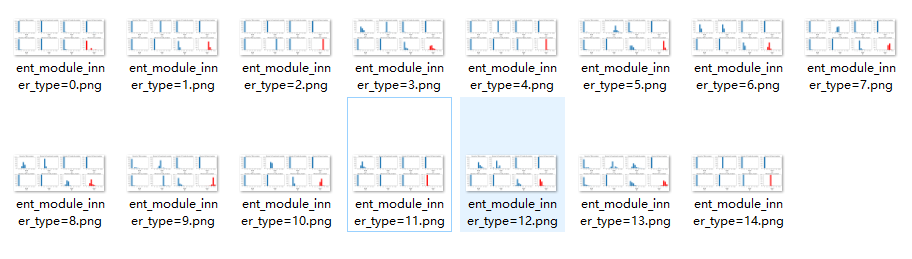 ent_module_inn
er_type=0.png
ent_module_inn
er_type=1.png
ent_module_inn
er_type=2.png
ent_module_inn
er_type=3.png
ent_module_inn
er_type=4.png
ent_module_inn
er_type=5.png
ent_module_inn
er_type=6.png
ent_module_inn
er_type=7.png
ent_module_inn
er_type=8.png
ent_module_inn
er_type=9.png
ent_module_inn
er_type=10.png
ent_module_inn
er_type=11.png
ent_module_inn
er_type=12.png
ent_module_inn
er_type=13.png
ent_module_inn
er_type=14.png